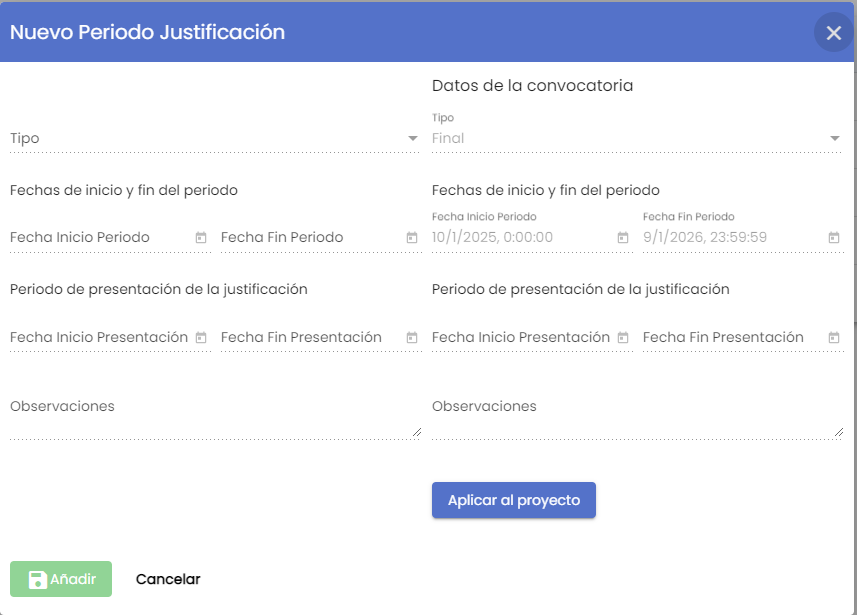 Nuevo Periodo Justificación
Datos de la convocatoria
Tipo
Tipo
Final
Fechas de inicio y fin del periodo
Fechas de inicio y fin del periodo
Fecha Inicio Periodo
Fecha Fin Periodo
Fecha Inicio Periodo
10/1/2025, 0:00:00
Fecha Fin Periodo
9/1/2026, 23:59:59
Periodo de presentación de la justificación
Periodo de presentación de la justificación
Fecha Inicio Presentación
Fecha Fin Presentación
Fecha Inicio Presentación
Fecha Fin Presentación
Observaciones
Observaciones
Aplicar al proyecto
Añadir
Cancelar